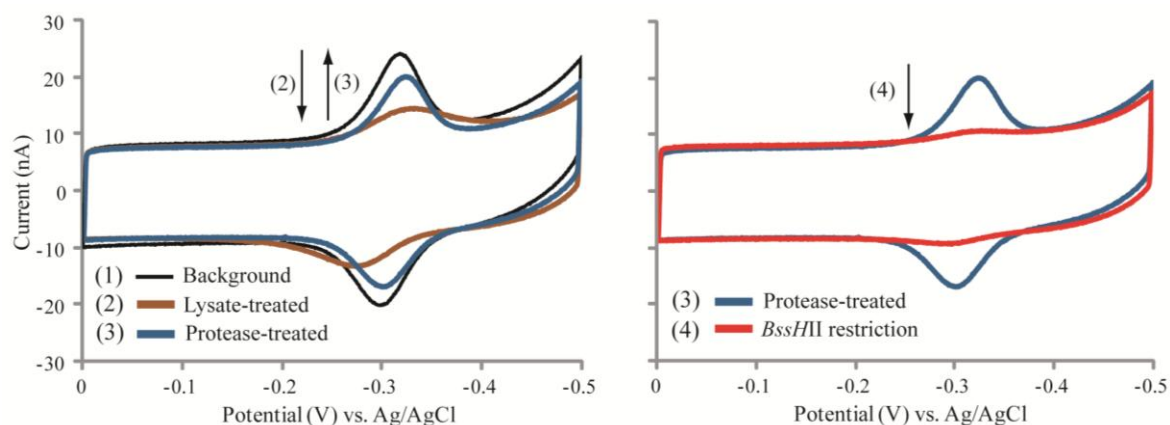 30
20
10
0
-10
-20
-30
Current (nA)
(2)
(3)
(1) Background
(2) Lysate-treated
(3) Protease-treated
0
-0.1
-0.2
-0.3
-0.4
-0.5
Potential (V) vs. Ag/AgCl
(4)
(3) Protease-treated
(4) BssHII restriction
0
-0.1
-0.2
-0.3
-0.4
-0.5
Potential (V) vs. Ag/AgCl